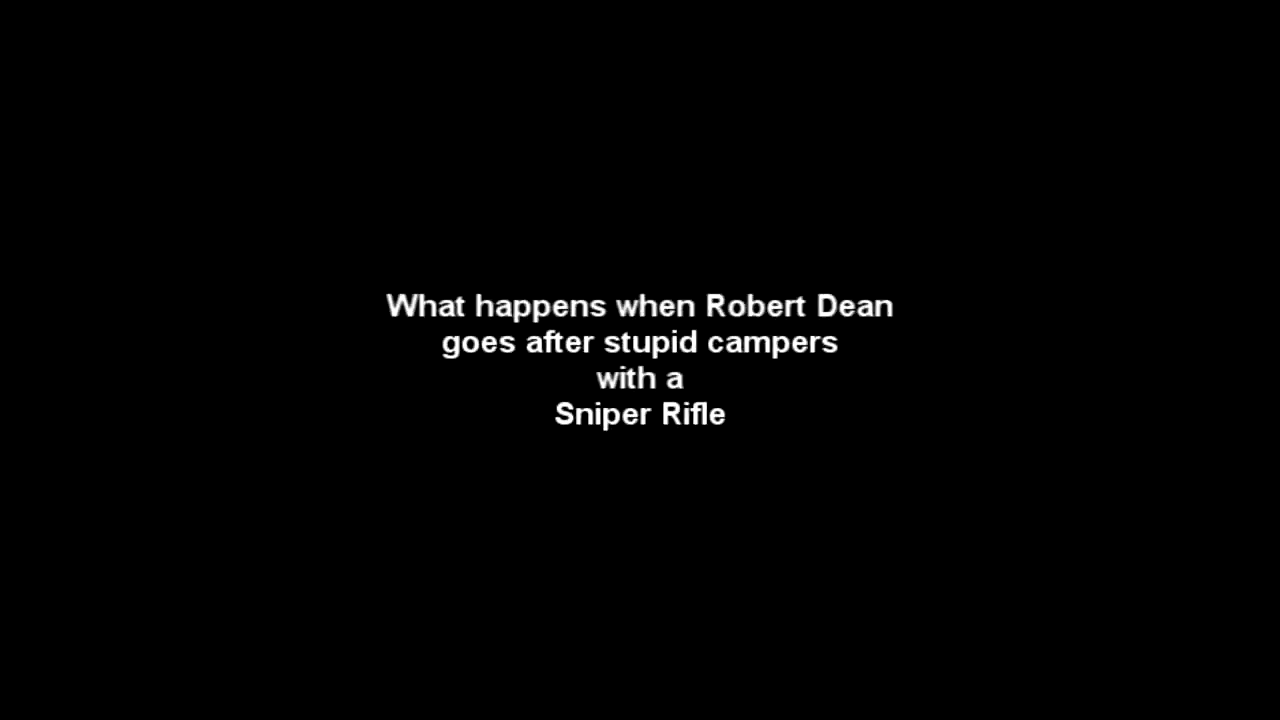 What happens when Robert Dean
goes after stupid campers
with a
Sniper Rifle